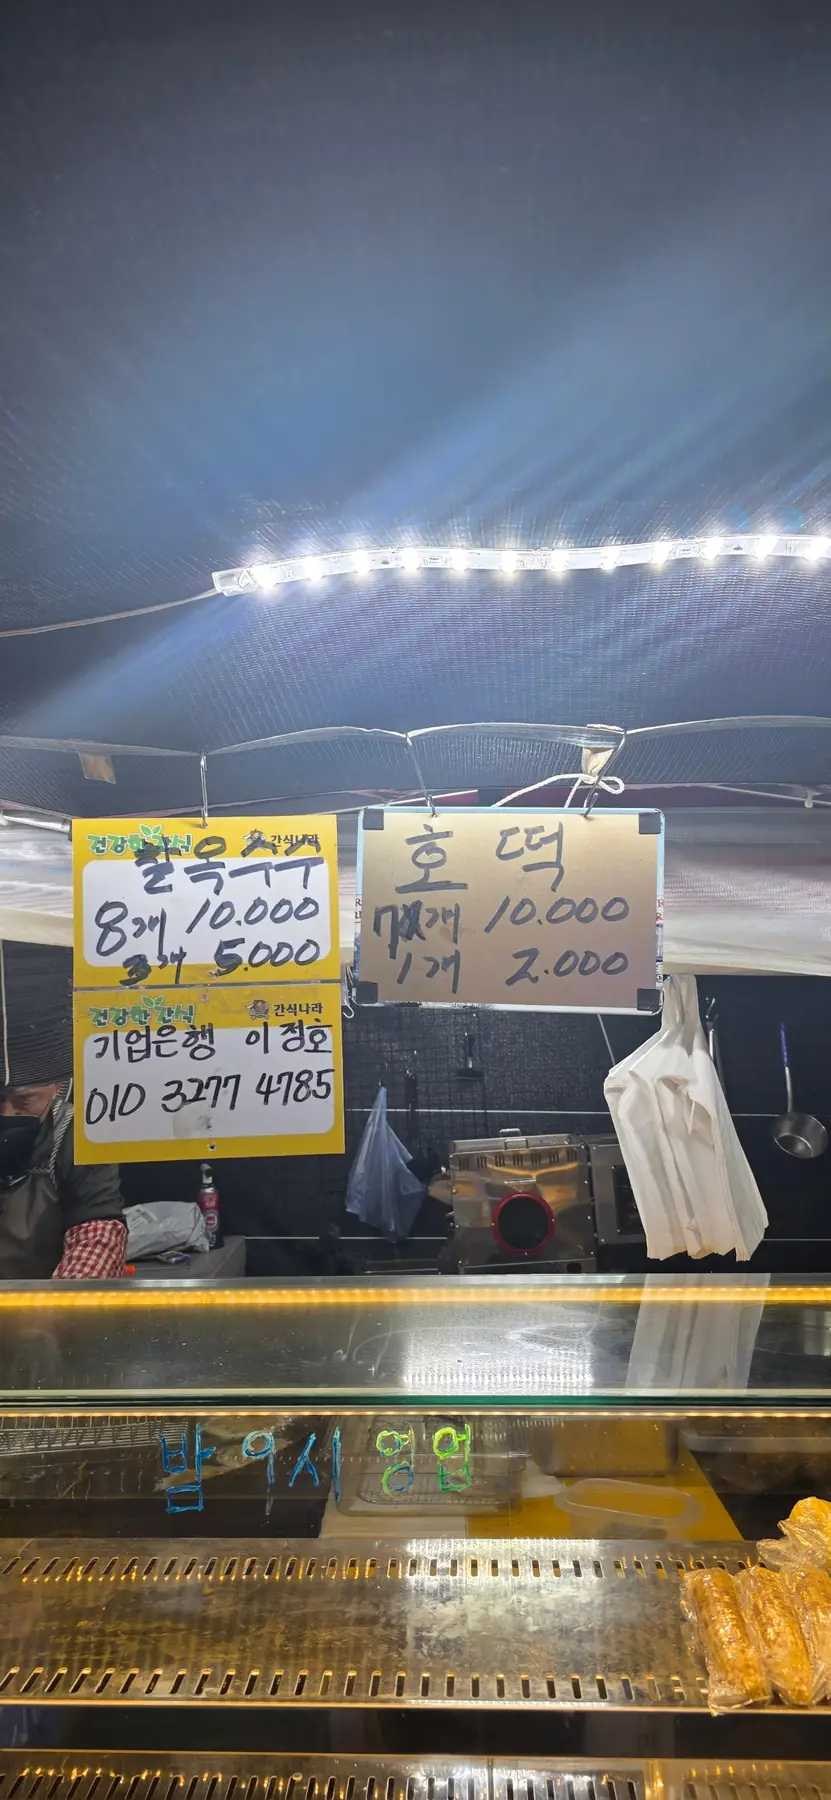 건강한간식 간식나라
찰옥수수
8개 10.000
3개 5.000
건강한간식 간식나라
기업은행 이정호
010 3277 4785
호떡
7개 10.000
1개 2.000
밤 9시 영업